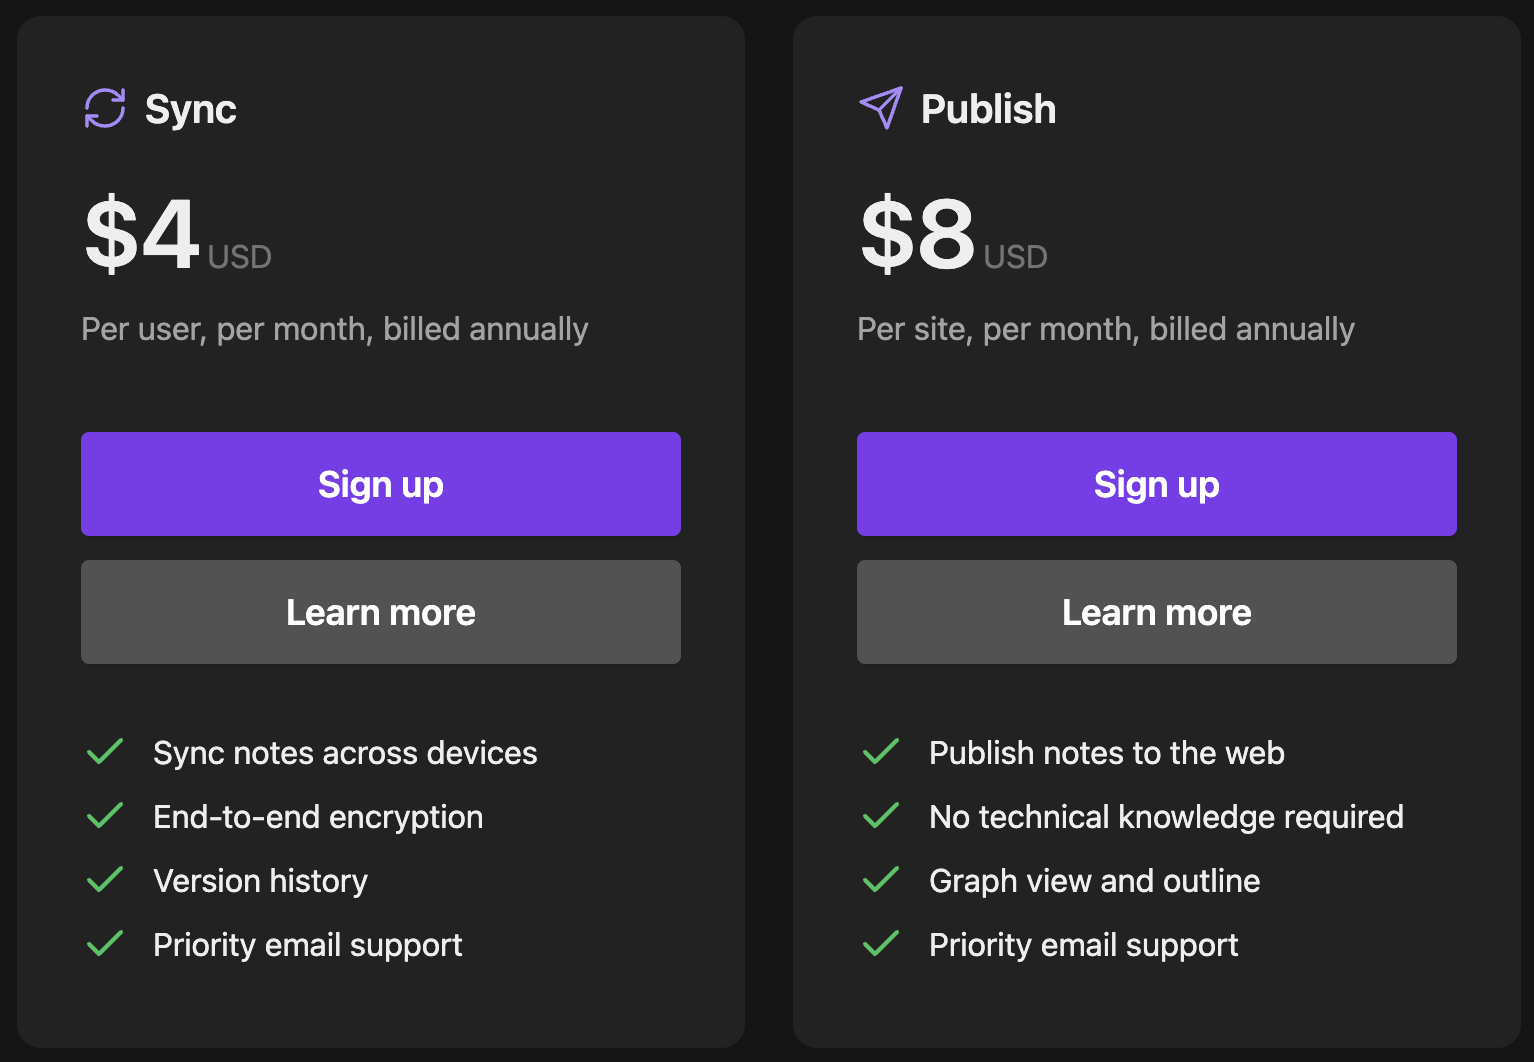 Sync
$4 USD
Per user, per month, billed annually
Sign up
Learn more
Sync notes across devices
End-to-end encryption
Version history
Priority email support
Publish
$8 USD
Per site, per month, billed annually
Sign up
Learn more
Publish notes to the web
No technical knowledge required
Graph view and outline
Priority email support